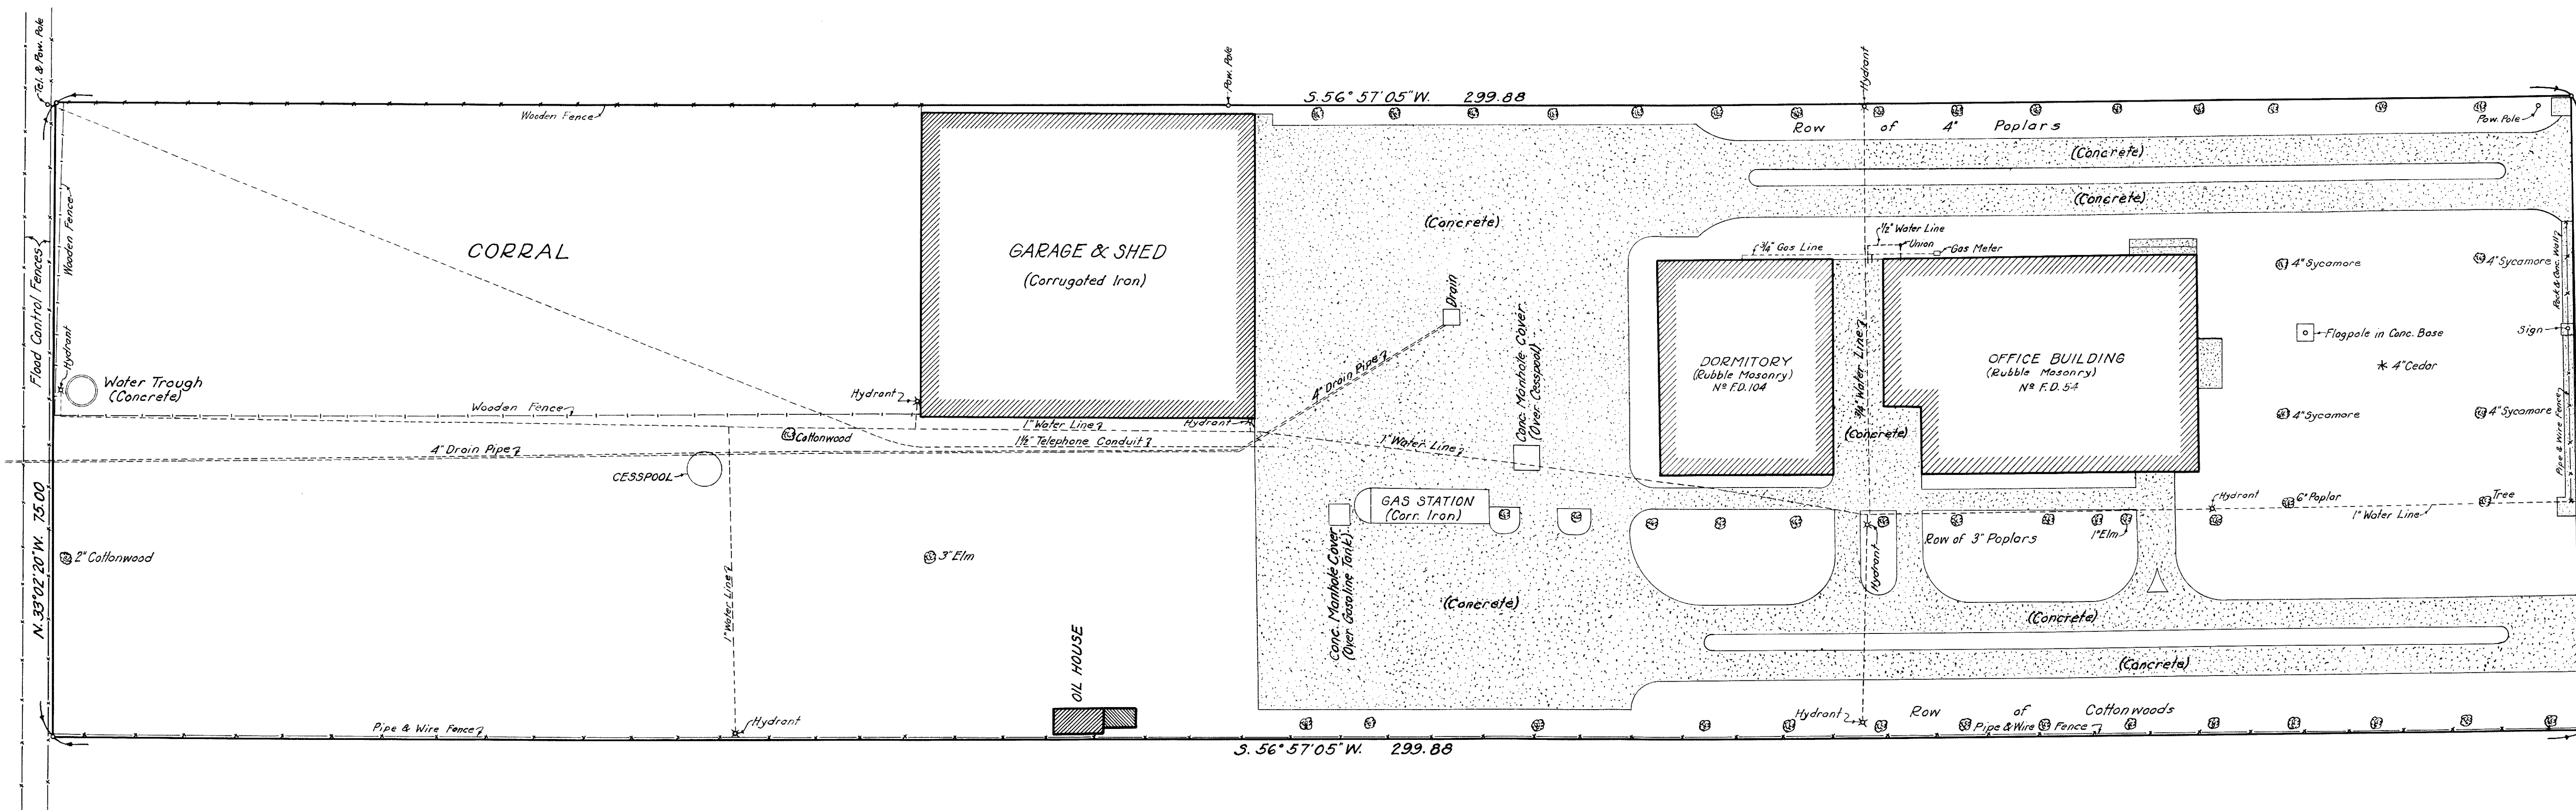 Tel. & Pow. Pole
Pow. Pole
Hydrant
S. 56° 57' 05" W. 299.88
Wooden Fence
Row of 4" Poplars
Pow. Pole
(Concrete)
(Concrete)
(Concrete)
Wooden Fence
Flood Control Fences
CORRAL
GARAGE & SHED
(Corrugated Iron)
1/2" Water Line
Union
3/4" Gas Line
Gas Meter
4" Sycamore
4" Sycamore
Rock & Conc. Wall
Drain
Conc. Manhole Cover
(Over Cesspool)
3/4" Water Line
Flagpole in Conc. Base
Sign
4" Cedar
DORMITORY
(Rubble Masonry)
Nº F.D. 104
OFFICE BUILDING
(Rubble Masonry)
Nº F.D. 54
Hydrant
Water Trough
(Concrete)
Wooden Fence
Hydrant
4" Drain Pipe
1" Water Line
Hydrant
Cottonwood
1½" Telephone Conduit
1" Water Line
(Concrete)
4" Sycamore
4" Sycamore
Pipe & Wire Fence
4" Drain Pipe
CESSPOOL
N. 33° 02' 20" W. 75.00
GAS STATION
(Corr. Iron)
Hydrant
6" Poplar
Tree
1" Water Line
Row of 3" Poplars
1" Elm
Hydrant
2" Cottonwood
3" Elm
1" Water Line
Conc. Manhole Cover
(Over Gasoline Tank)
(Concrete)
(Concrete)
(Concrete)
OIL HOUSE
Pipe & Wire Fence
Hydrant
Hydrant
Row of Cottonwoods
Pipe & Wire Fence
S. 56° 57' 05" W. 299.88